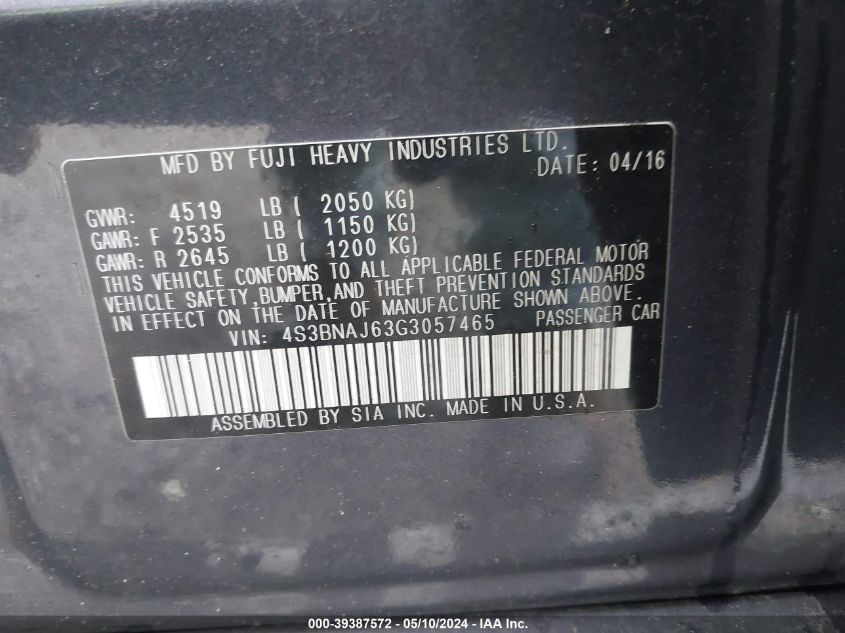 MFD BY FUJI HEAVY INDUSTRIES LTD.
DATE: 04/16
GVWR: 4519 LB ( 2050 KG)
GAWR: F 2535 LB ( 1150 KG)
GAWR: R 2645 LB ( 1200 KG)
THIS VEHICLE CONFORMS TO ALL APPLICABLE FEDERAL MOTOR
VEHICLE SAFETY,BUMPER,AND THEFT PREVENTION STANDARDS
IN EFFECT ON THE DATE OF MANUFACTURE SHOWN ABOVE.
VIN: 4S3BNAJ63G3057465 PASSENGER CAR
ASSEMBLED BY SIA INC. MADE IN U.S.A.
000-39387572 - 05/10/2024 - IAA Inc.